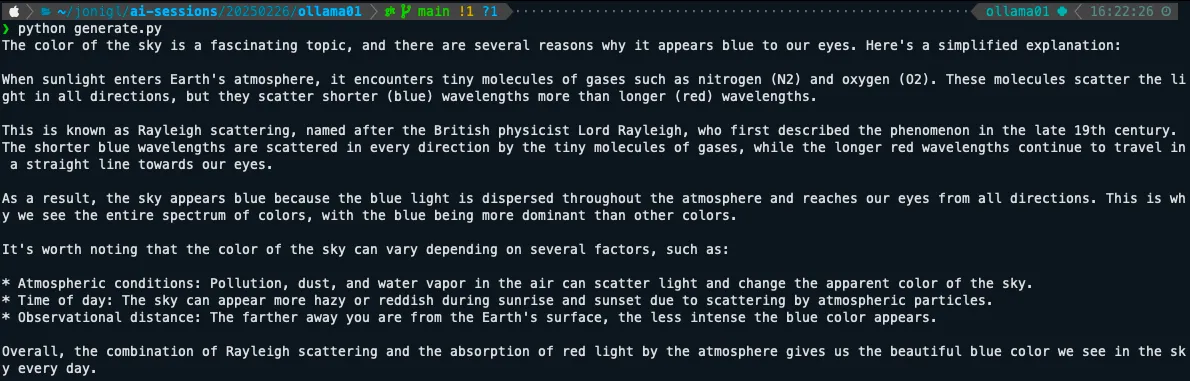 ~/jonigl/ai-sessions/20250226/ollama01 main !1 ?1 ollama01 16:22:26
❯ python generate.py
The color of the sky is a fascinating topic, and there are several reasons why it appears blue to our eyes. Here's a simplified explanation:
When sunlight enters Earth's atmosphere, it encounters tiny molecules of gases such as nitrogen (N2) and oxygen (O2). These molecules scatter the li
ght in all directions, but they scatter shorter (blue) wavelengths more than longer (red) wavelengths.
This is known as Rayleigh scattering, named after the British physicist Lord Rayleigh, who first described the phenomenon in the late 19th century.
The shorter blue wavelengths are scattered in every direction by the tiny molecules of gases, while the longer red wavelengths continue to travel in
a straight line towards our eyes.
As a result, the sky appears blue because the blue light is dispersed throughout the atmosphere and reaches our eyes from all directions. This is wh
y we see the entire spectrum of colors, with the blue being more dominant than other colors.
It's worth noting that the color of the sky can vary depending on several factors, such as:
* Atmospheric conditions: Pollution, dust, and water vapor in the air can scatter light and change the apparent color of the sky.
* Time of day: The sky can appear more hazy or reddish during sunrise and sunset due to scattering by atmospheric particles.
* Observational distance: The farther away you are from the Earth's surface, the less intense the blue color appears.
Overall, the combination of Rayleigh scattering and the absorption of red light by the atmosphere gives us the beautiful blue color we see in the sk
y every day.